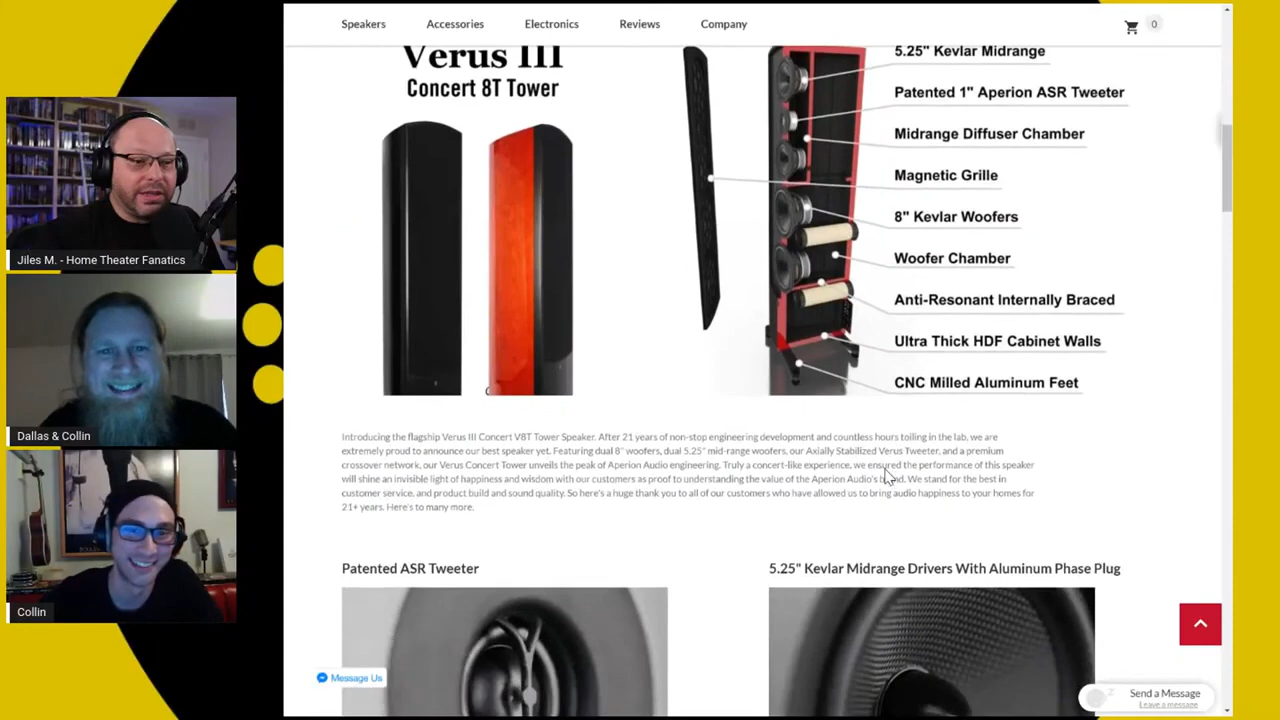 Speakers
Accessories
Electronics
Reviews
Company
0
Verus III
Concert 8T Tower
5.25" Kevlar Midrange
Patented 1" Aperion ASR Tweeter
Midrange Diffuser Chamber
Magnetic Grille
8" Kevlar Woofers
Woofer Chamber
Anti-Resonant Internally Braced
Ultra Thick HDF Cabinet Walls
CNC Milled Aluminum Feet
Jiles M. - Home Theater Fanatics
Dallas & Collin
Collin
Introducing the flagship Verus III Concert V8T Tower Speaker. After 21 years of non-stop engineering development and countless hours toiling in the lab, we are
extremely proud to announce our best speaker yet. Featuring dual 8" woofers, dual 5.25" mid-range woofers, our Axially Stabilized Verus Tweeter, and a premium
crossover network, our Verus Concert Tower unveils the peak of Aperion Audio engineering. Truly a concert-like experience, we ensured the performance of this speaker
will shine an invisible light of happiness and wisdom with our customers as proof to understanding the value of the Aperion Audio's brand. We stand for the best in
customer service, and product build and sound quality. So here's a huge thank you to all of our customers who have allowed us to bring audio happiness to your homes for
21+ years. Here's to many more.
Patented ASR Tweeter
5.25" Kevlar Midrange Drivers With Aluminum Phase Plug
Message Us
Send a Message
Leave a message